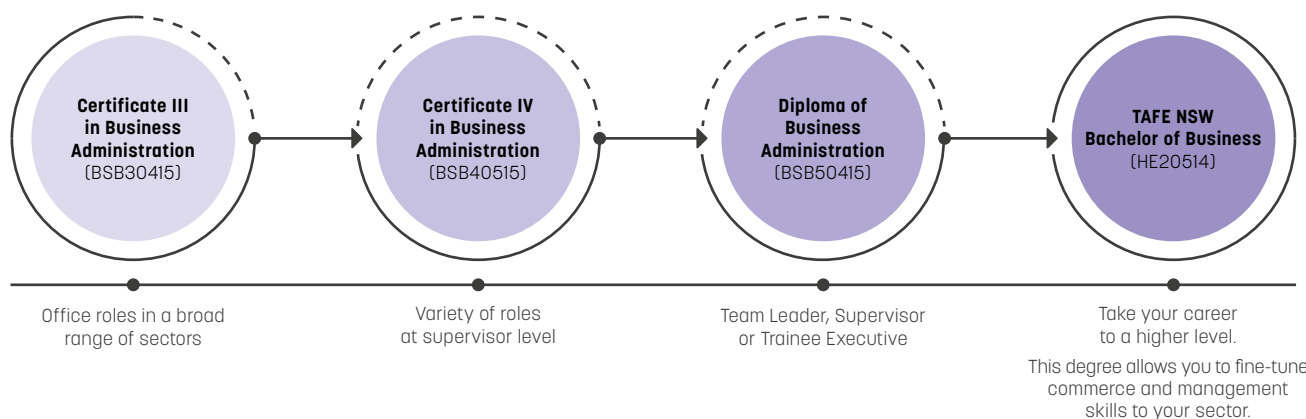 Certificate III
in Business
Administration
(BSB30415)
Certificate IV
in Business
Administration
(BSB40515)
Diploma of
Business
Administration
(BSB50415)
TAFE NSW
Bachelor of Business
(HE20514)
Office roles in a broad
range of sectors
Variety of roles
at supervisor level
Team Leader, Supervisor
or Trainee Executive
Take your career
to a higher level.
This degree allows you to fine-tune
commerce and management
skills to your sector.